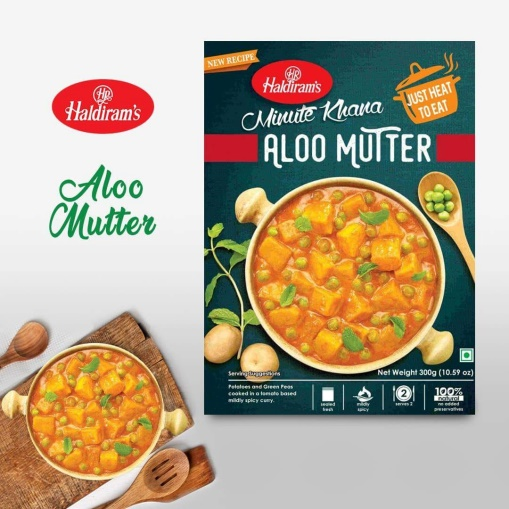 HR
Haldiram's
Aloo
Mutter
NEW RECIPE
HR
Haldiram's
Minute Khana
ALOO MUTTER
JUST HEAT
TO EAT
Serving Suggestions
Potatoes and Green Peas
cooked in a tomato based
mildly spicy curry.
Net Weight 300g (10.59 oz)
sealed
fresh
mildly
spicy
2
serves 2
100%
natural
no added
preservatives